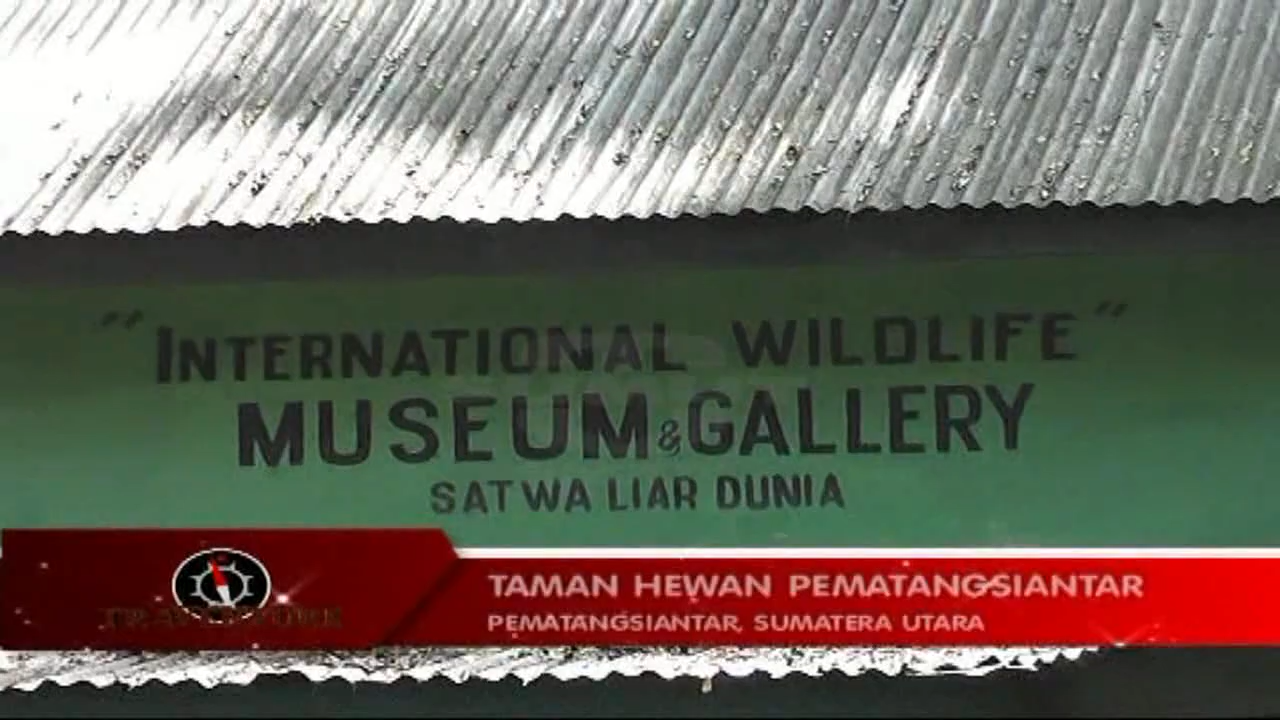 "INTERNATIONAL WILDLIFE"
MUSEUM & GALLERY
SATWA LIAR DUNIA
TAMAN HEWAN PEMATANGSIANTAR
PEMATANGSIANTAR, SUMATERA UTARA